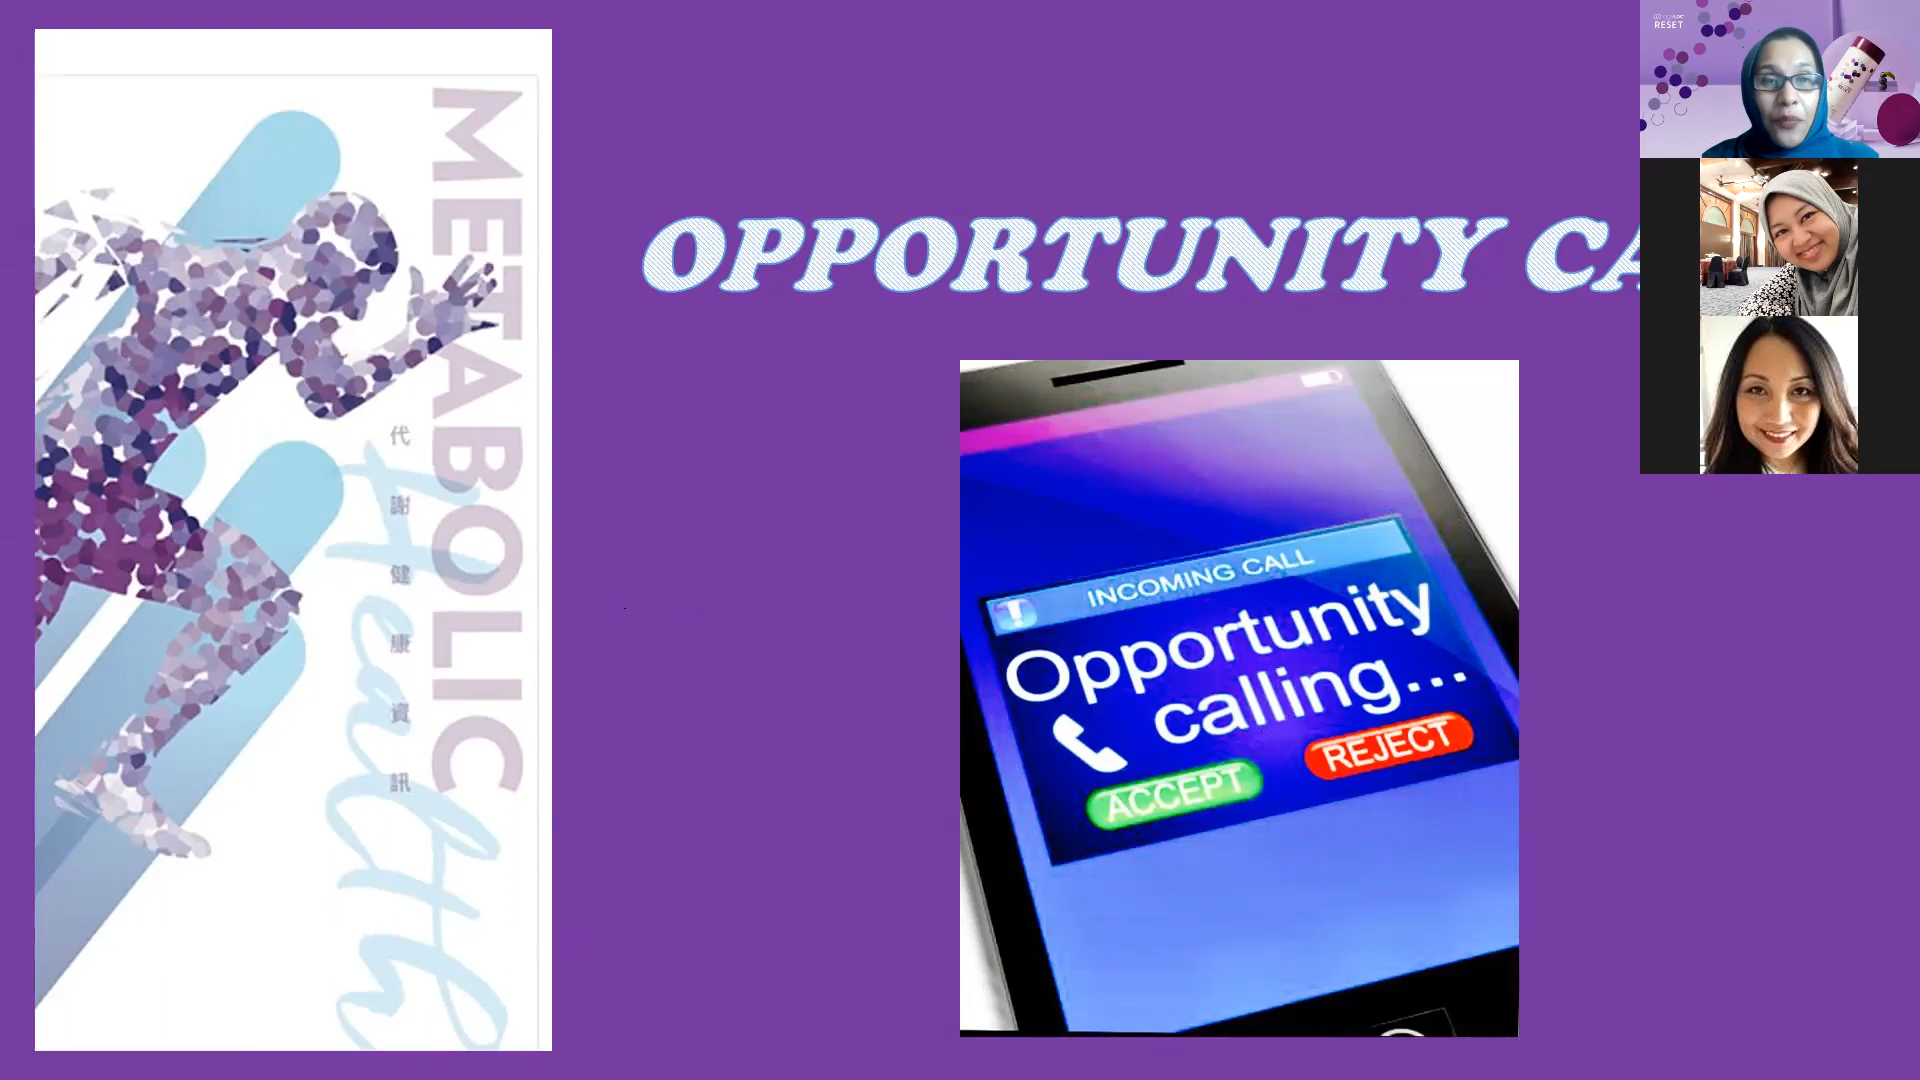 METABOLIC
Health
代謝健康資訊
OPPORTUNITY CA
INCOMING CALL
Opportunity
calling...
ACCEPT
REJECT
RESET